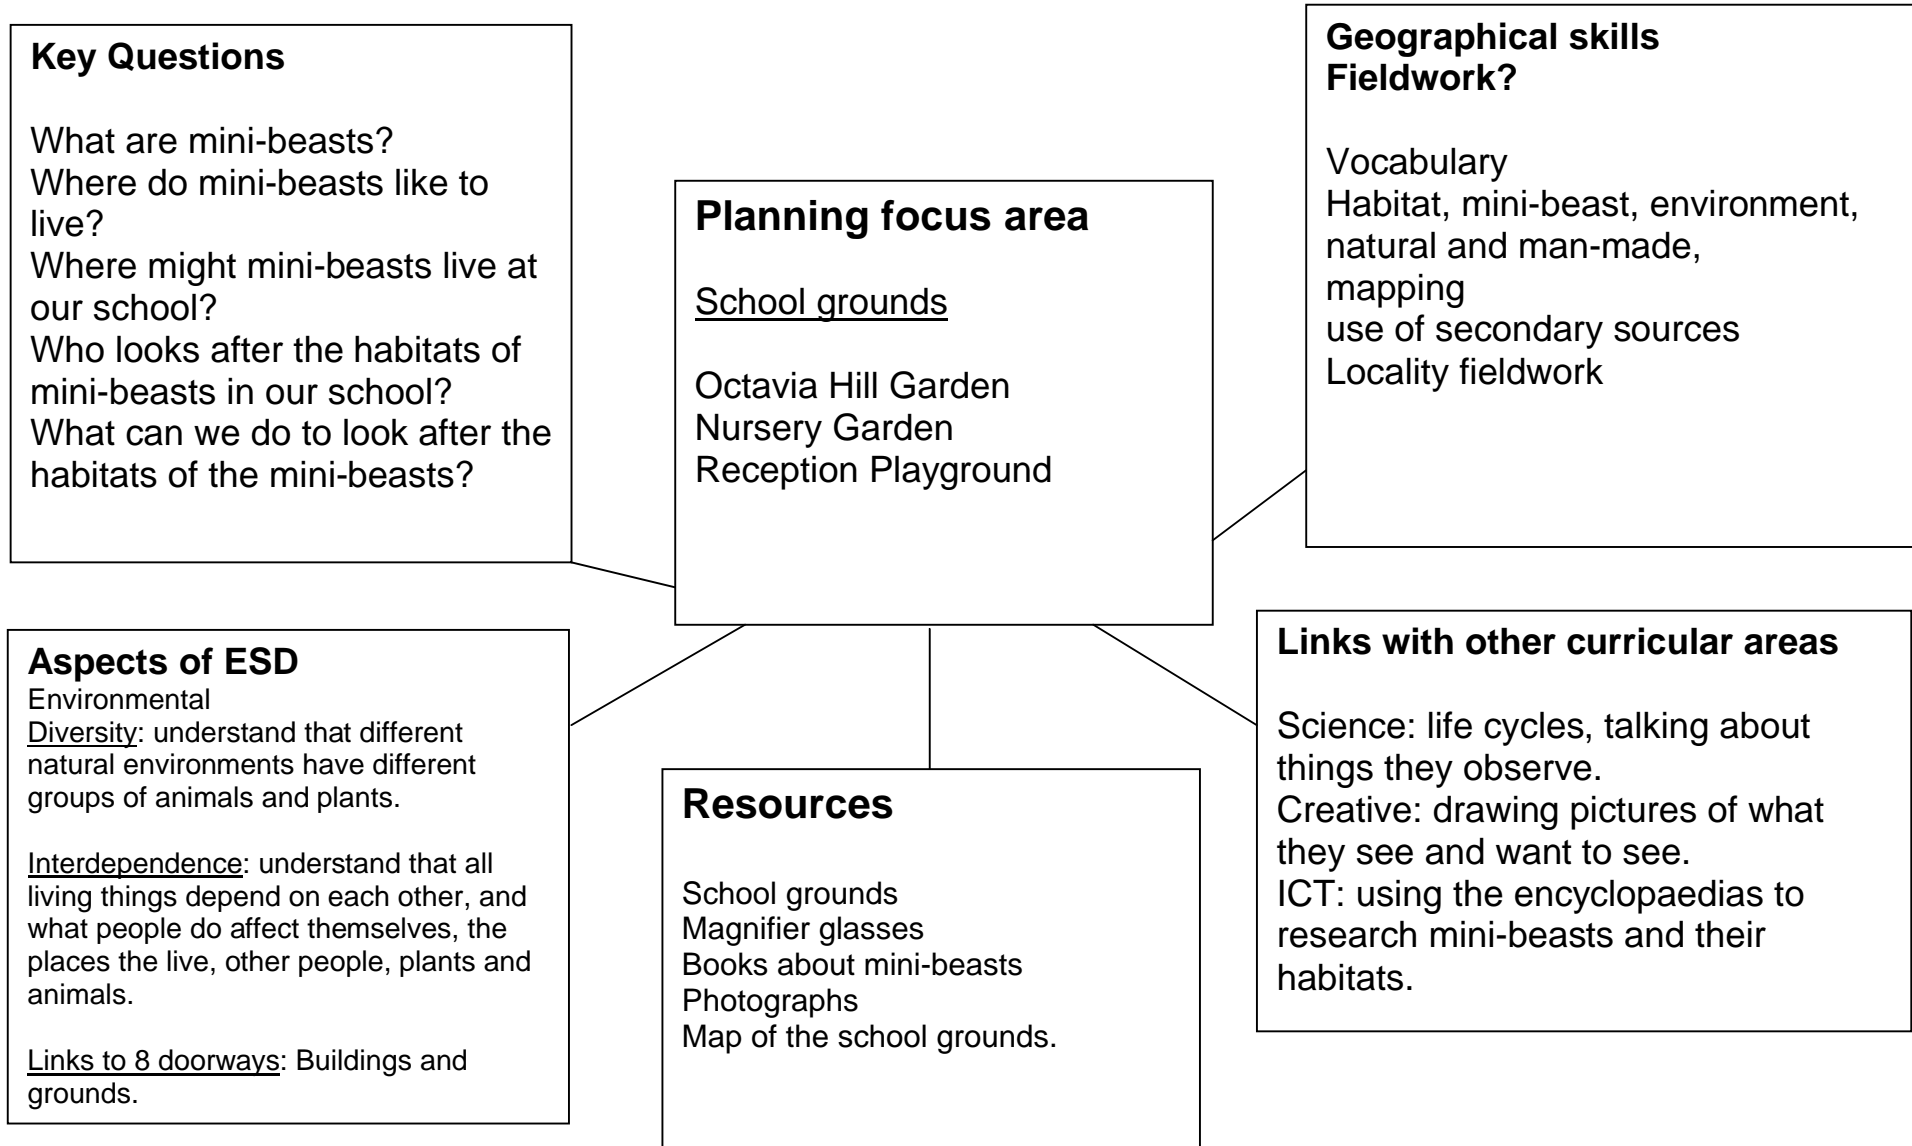 Key Questions
What are mini-beasts?
Where do mini-beasts like to
live?
Where might mini-beasts live at
our school?
Who looks after the habitats of
mini-beasts in our school?
What can we do to look after the
habitats of the mini-beasts?
Planning focus area
School grounds
Octavia Hill Garden
Nursery Garden
Reception Playground
Geographical skills
Fieldwork?
Vocabulary
Habitat, mini-beast, environment,
natural and man-made,
mapping
use of secondary sources
Locality fieldwork
Aspects of ESD
Environmental
Diversity: understand that different
natural environments have different
groups of animals and plants.
Interdependence: understand that all
living things depend on each other, and
what people do affect themselves, the
places the live, other people, plants and
animals.
Links to 8 doorways: Buildings and
grounds.
Resources
School grounds
Magnifier glasses
Books about mini-beasts
Photographs
Map of the school grounds.
Links with other curricular areas
Science: life cycles, talking about
things they observe.
Creative: drawing pictures of what
they see and want to see.
ICT: using the encyclopaedias to
research mini-beasts and their
habitats.